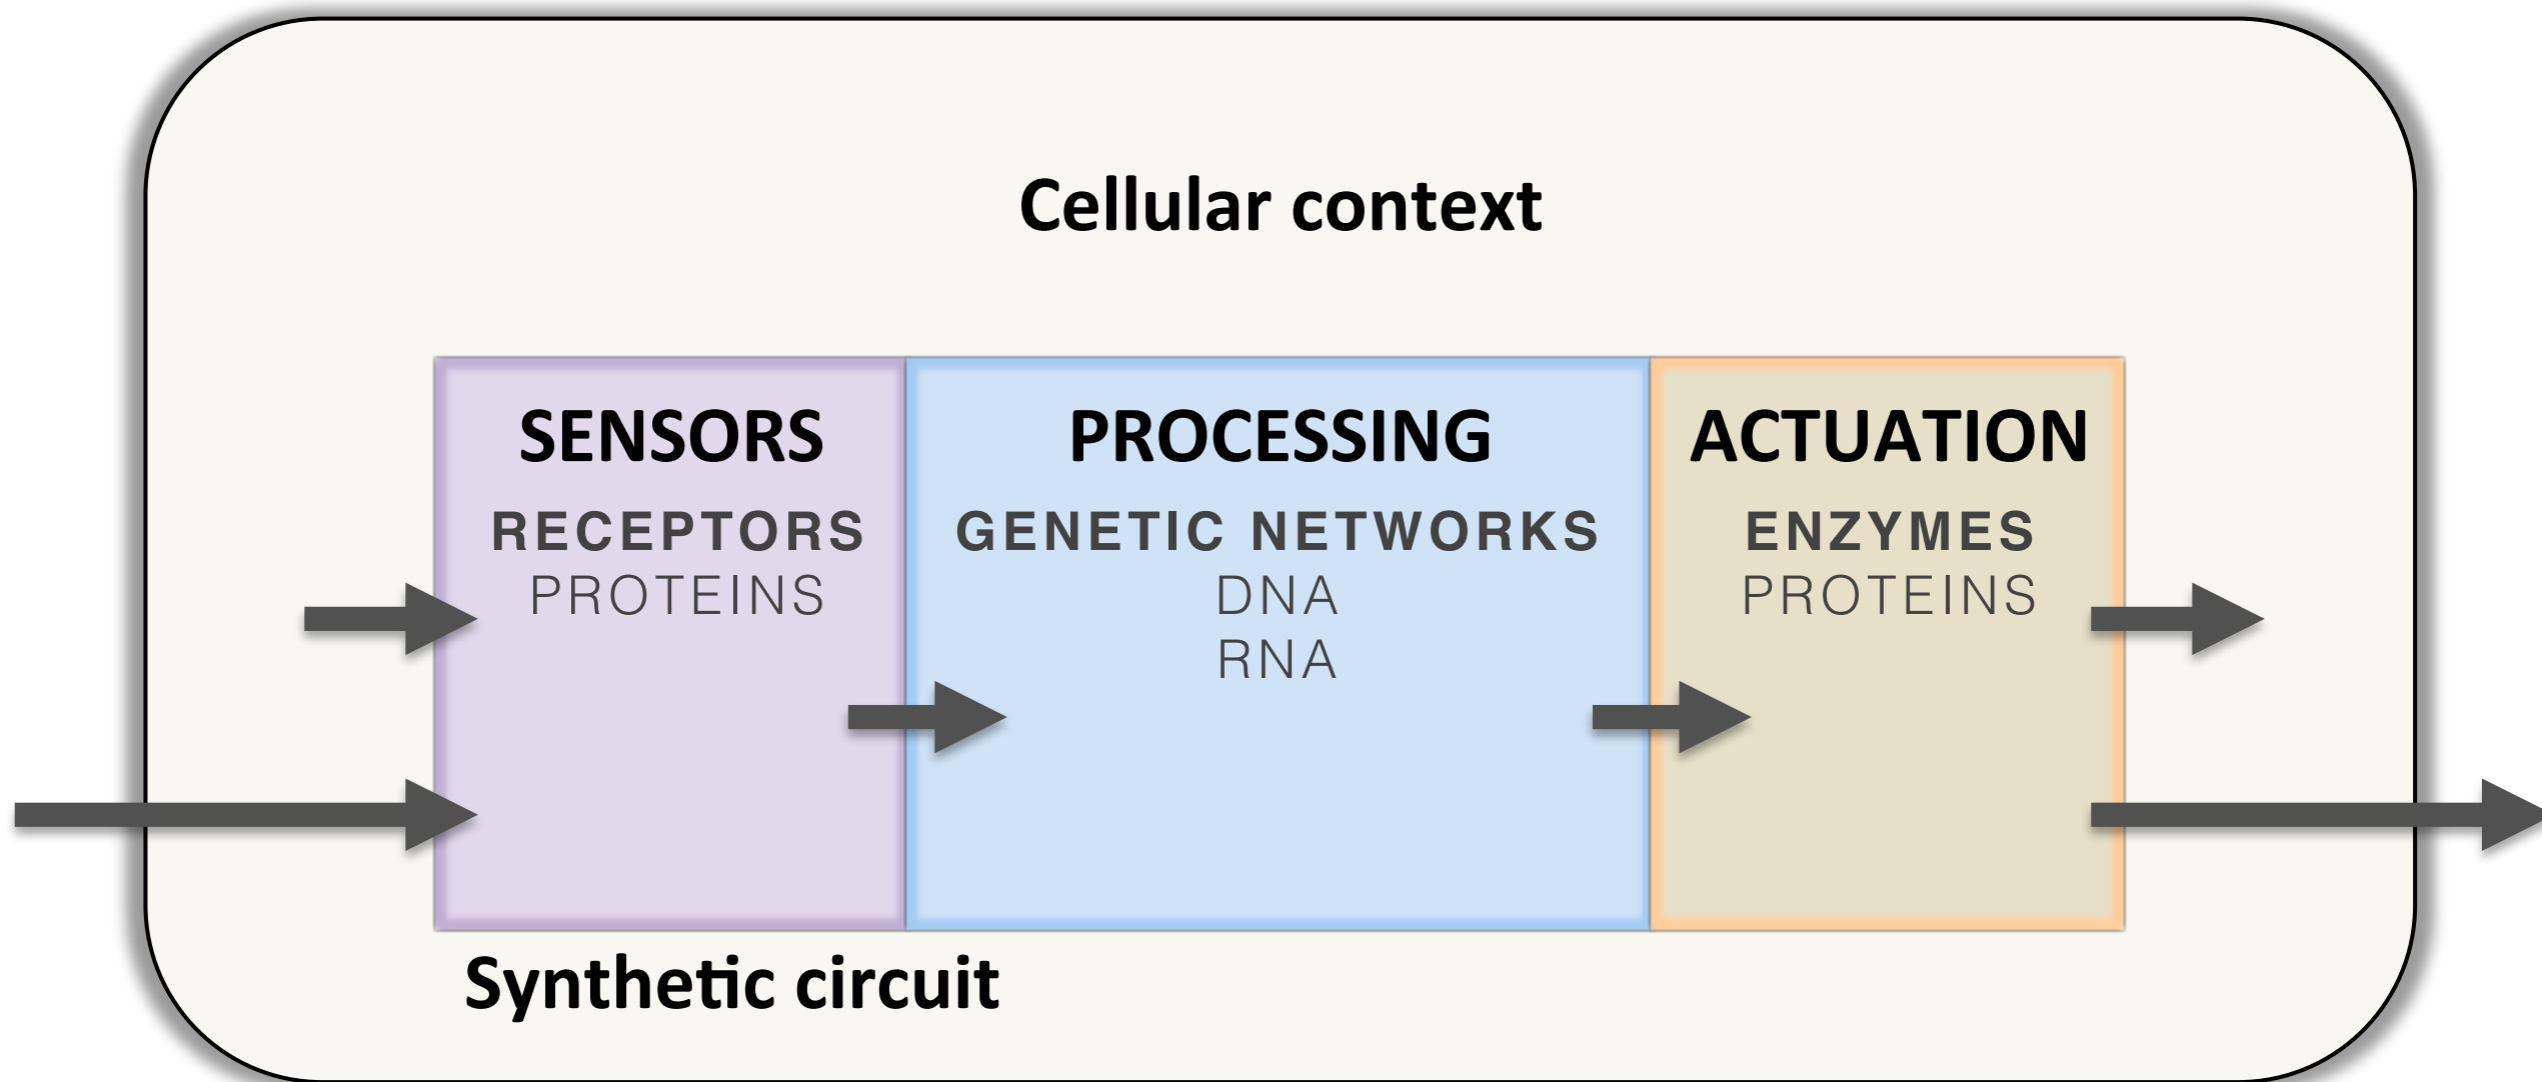 Cellular context
SENSORS
RECEPTORS
PROTEINS
PROCESSING
GENETIC NETWORKS
DNA
RNA
ACTUATION
ENZYMES
PROTEINS
Synthetic circuit